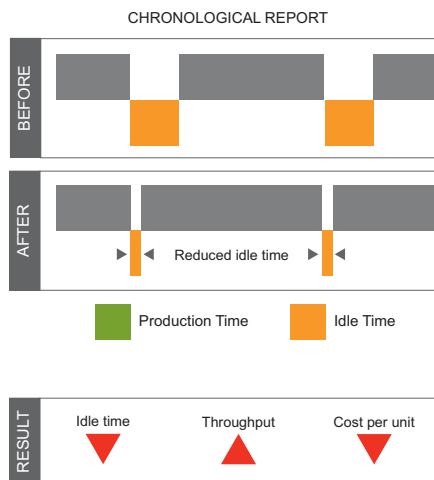 CHRONOLOGICAL REPORT
BEFORE
AFTER
Reduced idle time
Production Time
Idle Time
RESULT
Idle time
Throughput
Cost per unit